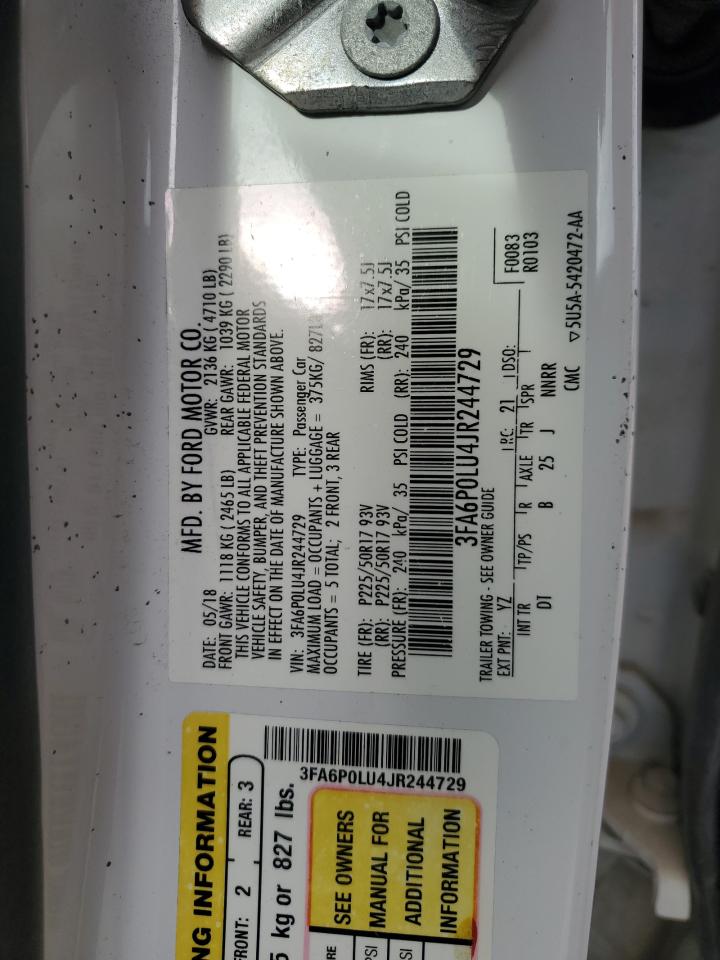 MFD. BY FORD MOTOR CO.
DATE: 05/18 GVWR: 2136 KG ( 4710 LB)
FRONT GAWR: 1118 KG ( 2465 LB) REAR GAWR: 1039 KG ( 2290 LB)
THIS VEHICLE CONFORMS TO ALL APPLICABLE FEDERAL MOTOR
VEHICLE SAFETY, BUMPER, AND THEFT PREVENTION STANDARDS
IN EFFECT ON THE DATE OF MANUFACTURE SHOWN ABOVE.
VIN: 3FA6P0LU4JR244729 TYPE: Passenger Car
MAXIMUM LOAD = OCCUPANTS + LUGGAGE = 375KG/ 827LB
OCCUPANTS = 5 TOTAL; 2 FRONT, 3 REAR
TIRE (FR): P225/50R17 93V RIMS (FR): 17x7.5J
(RR): P225/50R17 93V (RR): 17x7.5J
PRESSURE (FR): 240 kPa/ 35 PSI COLD (RR): 240 kPa/ 35 PSI COLD
3FA6P0LU4JR244729
TRAILER TOWING - SEE OWNER GUIDE
EXT PNT: YZ RC: 21 DSO: F0083
R0103
INT TR TP/PS R AXLE TR SPR
DT B 25 J NNRR
CMC ▽5U5A-5420472-AA
NG INFORMATION
FRONT: 2 REAR: 3
kg or 827 lbs.
3FA6P0LU4JR244729
SEE OWNERS
MANUAL FOR
ADDITIONAL
INFORMATION